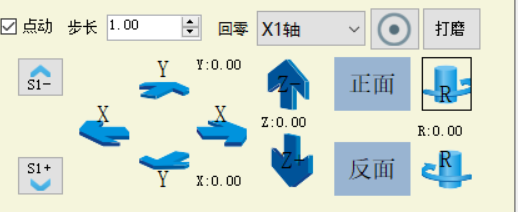 点动 步长 1.00 回零 X1轴 打磨
S1-
Y
Y:0.00
Z-
正面
R
X
X
Z:0.00
R:0.00
S1+
Y
X:0.00
Z+
反面
R